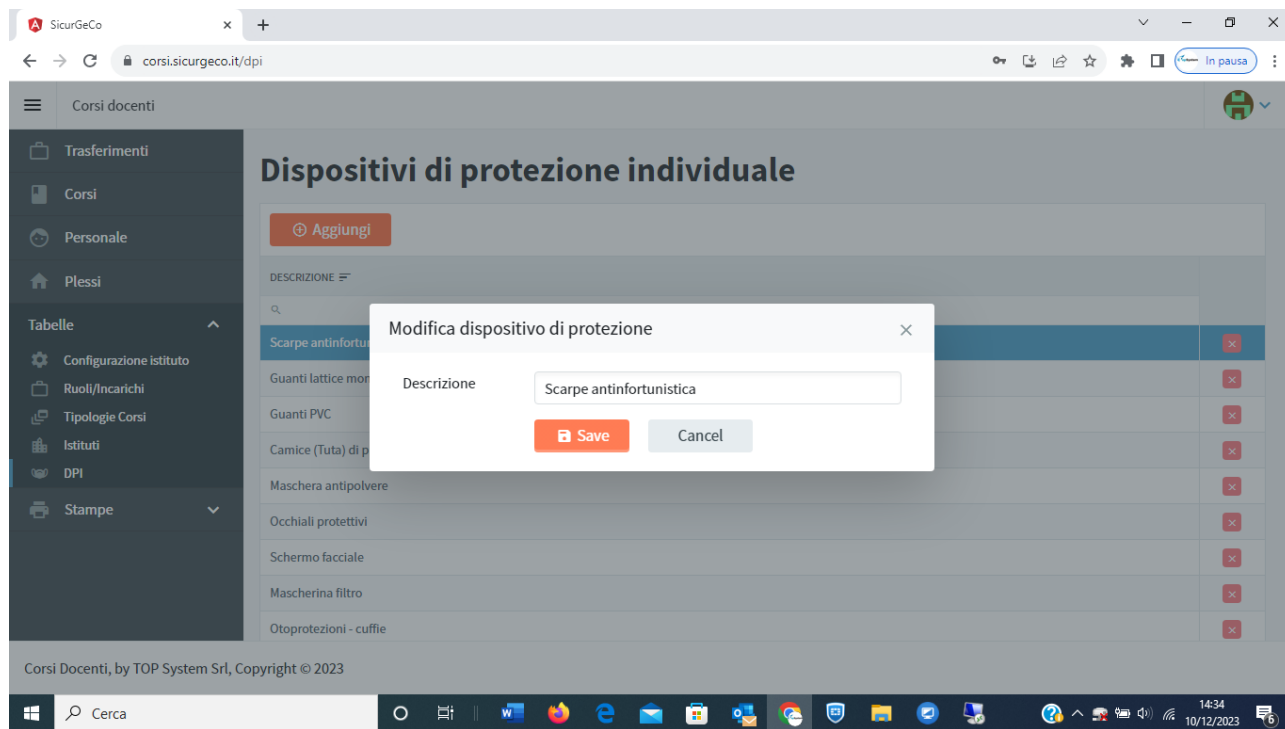 SicurGeCo
corsi.sicurgeco.it/dpi
In pausa
Corsi docenti
Trasferimenti
Corsi
Personale
Plessi
Tabelle
Configurazione istituto
Ruoli/Incarichi
Tipologie Corsi
Istituti
DPI
Stampe
Dispositivi di protezione individuale
Aggiungi
DESCRIZIONE
Scarpe antinfortu
Guanti lattice mon
Guanti PVC
Camice (Tuta) di p
Maschera antipolvere
Occhiali protettivi
Schermo facciale
Mascherina filtro
Otoprotezioni - cuffie
Modifica dispositivo di protezione
Descrizione
Scarpe antinfortunistica
Save
Cancel
Corsi Docenti, by TOP System Srl, Copyright © 2023
Cerca
14:34
10/12/2023
6